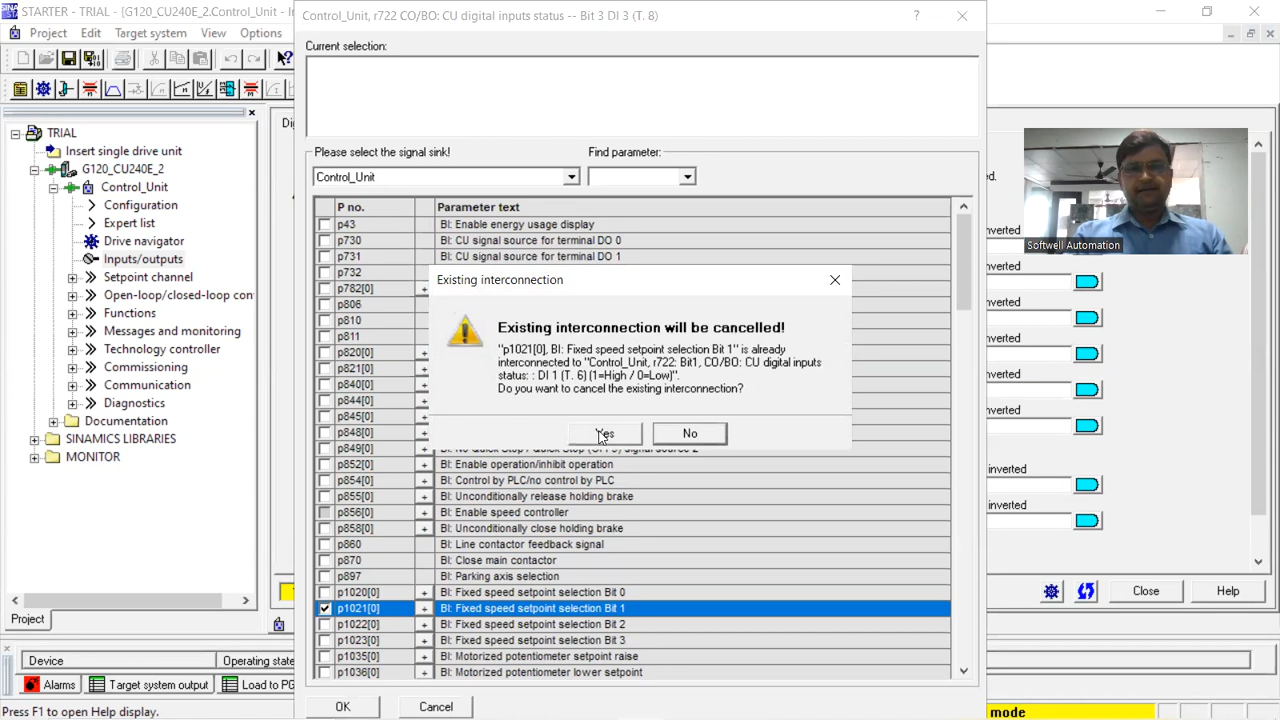 STARTER - TRIAL - [G120_CU240E_2.Control_Unit - In
Project Edit Target system View Options
TRIAL
Insert single drive unit
G120_CU240E_2
Control_Unit
Configuration
Expert list
Drive navigator
Inputs/outputs
Setpoint channel
Open-loop/closed-loop con
Functions
Messages and monitoring
Technology controller
Commissioning
Communication
Diagnostics
Documentation
SINAMICS LIBRARIES
MONITOR
Project
Device Operating state
Alarms Target system output Load to PG
Press F1 to open Help display.
Control_Unit, r722 CO/BO: CU digital inputs status -- Bit 3 DI 3 (T. 8)
Current selection:
Please select the signal sink! Find parameter:
Control_Unit
P no. Parameter text
p43 BI: Enable energy usage display
p730 BI: CU signal source for terminal DO 0
p731 BI: CU signal source for terminal DO 1
p732
p782[0]
p806
p810
p811
p820[0]
p821[0]
p840[0]
p844[0]
p845[0]
p848[0]
p849[0]
p852[0] BI: Enable operation/inhibit operation
p854[0] BI: Control by PLC/no control by PLC
p855[0] BI: Unconditionally release holding brake
p856[0] BI: Enable speed controller
p858[0] BI: Unconditionally close holding brake
p860 BI: Line contactor feedback signal
p870 BI: Close main contactor
p897 BI: Parking axis selection
p1020[0] BI: Fixed speed setpoint selection Bit 0
p1021[0] BI: Fixed speed setpoint selection Bit 1
p1022[0] BI: Fixed speed setpoint selection Bit 2
p1023[0] BI: Fixed speed setpoint selection Bit 3
p1035[0] BI: Motorized potentiometer setpoint raise
p1036[0] BI: Motorized potentiometer lower setpoint
OK Cancel
Existing interconnection
Existing interconnection will be cancelled!
"p1021[0], BI: Fixed speed setpoint selection Bit 1" is already
interconnected to "Control_Unit, r722: Bit1, CO/BO: CU digital inputs
status: : DI 1 (T. 6) (1=High / 0=Low)".
Do you want to cancel the existing interconnection?
Yes No
Softwell Automation
inverted
inverted
inverted
inverted
inverted
inverted
inverted
Close Help
mode